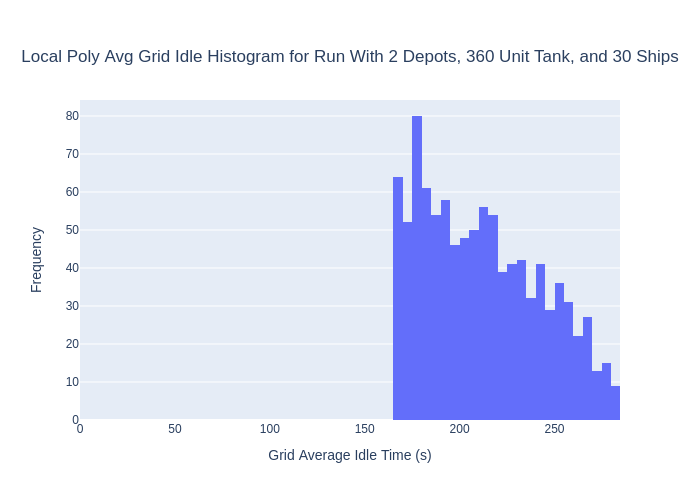 Local Poly Avg Grid Idle Histogram for Run With 2 Depots, 360 Unit Tank, and 30 Ships
80
70
60
50
40
30
20
10
0
Frequency
0 50 100 150 200 250
Grid Average Idle Time (s)